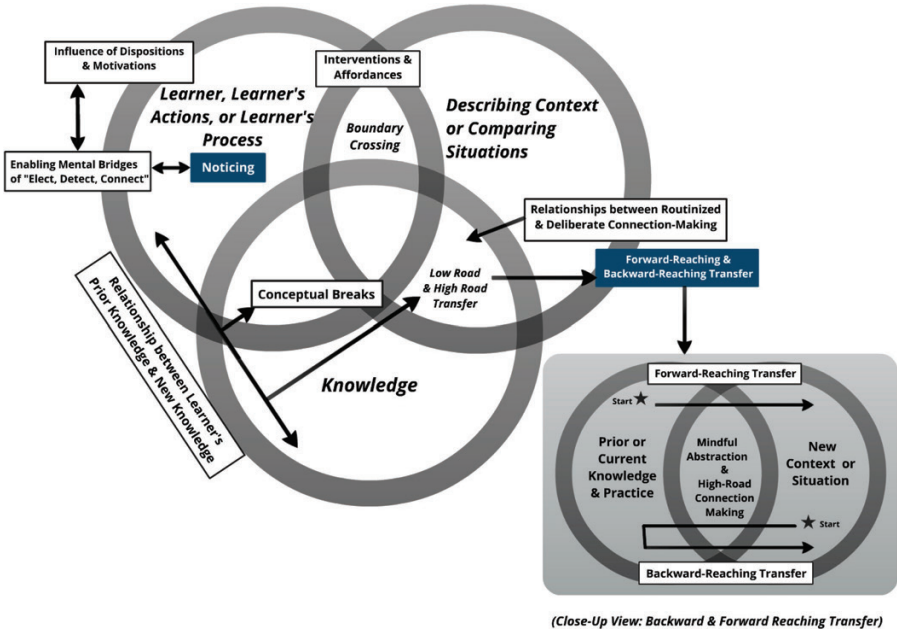 Influence of Dispositions
& Motivations
Interventions &
Affordances
Learner, Learner's
Actions, or Learner's
Process
Describing Context
or Comparing
Situations
Boundary
Crossing
Enabling Mental Bridges
of "Elect, Detect, Connect"
Noticing
Relationships between Routinized
& Deliberate Connection-Making
Forward-Reaching &
Backward-Reaching Transfer
Low Road
& High Road
Transfer
Conceptual Breaks
Relationship between Learner's
Prior Knowledge & New Knowledge
Knowledge
Forward-Reaching Transfer
Start
Prior or
Current
Knowledge
& Practice
Mindful
Abstraction
&
High-Road
Connection
Making
New
Context or
Situation
Start
Backward-Reaching Transfer
(Close-Up View: Backward & Forward Reaching Transfer)